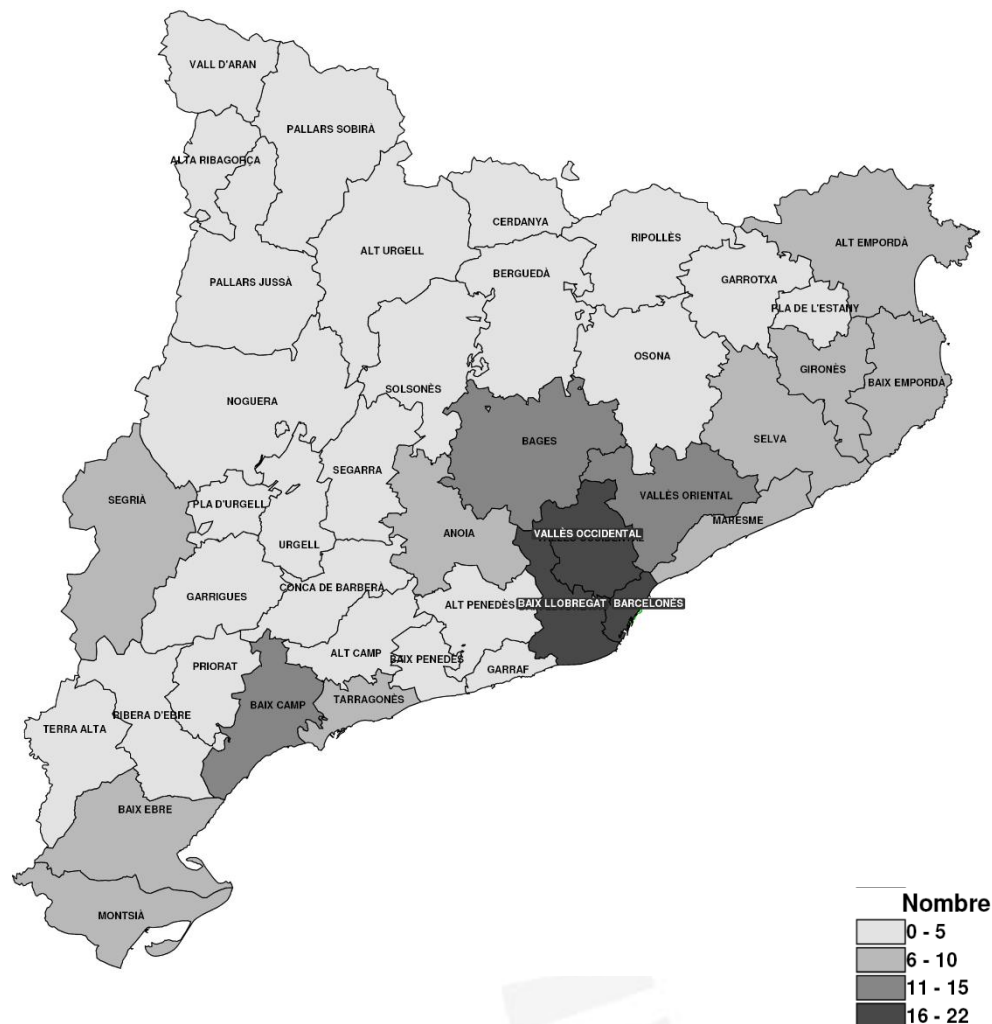 VALL D'ARAN
PALLARS SOBIRÀ
ALTA RIBAGORÇA
CERDANYA
RIPOLLÈS
ALT EMPORDÀ
ALT URGELL
BERGUEDÀ
GARROTXA
PALLARS JUSSÀ
PLA DE L'ESTANY
OSONA
GIRONÈS
BAIX EMPORDÀ
SOLSONÈS
NOGUERA
BAGES
SELVA
SEGARRA
SEGRIÀ
VALLÈS ORIENTAL
PLA D'URGELL
MARESME
ANOIA
VALLÈS OCCIDENTAL
URGELL
CONCA DE BARBERÀ
GARRIGUES
ALT PENEDÈS
BAIX LLOBREGAT
BARCELONÈS
ALT CAMP
BAIX PENEDÈS
PRIORAT
GARRAF
TARRAGONÈS
BAIX CAMP
RIBERA D'EBRE
TERRA ALTA
BAIX EBRE
MONTSIÀ
Nombre
0 - 5
6 - 10
11 - 15
16 - 22